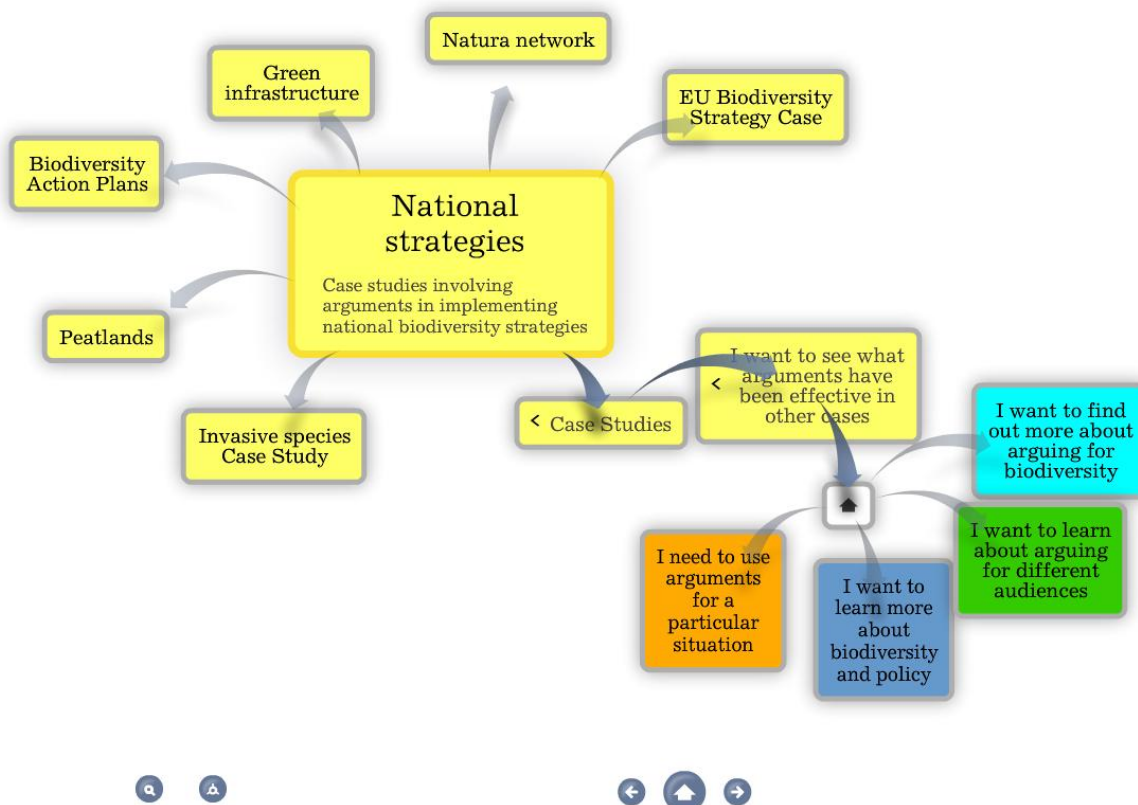 Natura network
Green
infrastructure
EU Biodiversity
Strategy Case
Biodiversity
Action Plans
National
strategies
Case studies involving
arguments in implementing
national biodiversity strategies
Peatlands
Invasive species
Case Study
< Case Studies
I want to see what
< arguments have
been effective in
other cases
I want to find
out more about
arguing for
biodiversity
I want to learn
about arguing
for different
audiences
I need to use
arguments
for a
particular
situation
I want to
learn more
about
biodiversity
and policy